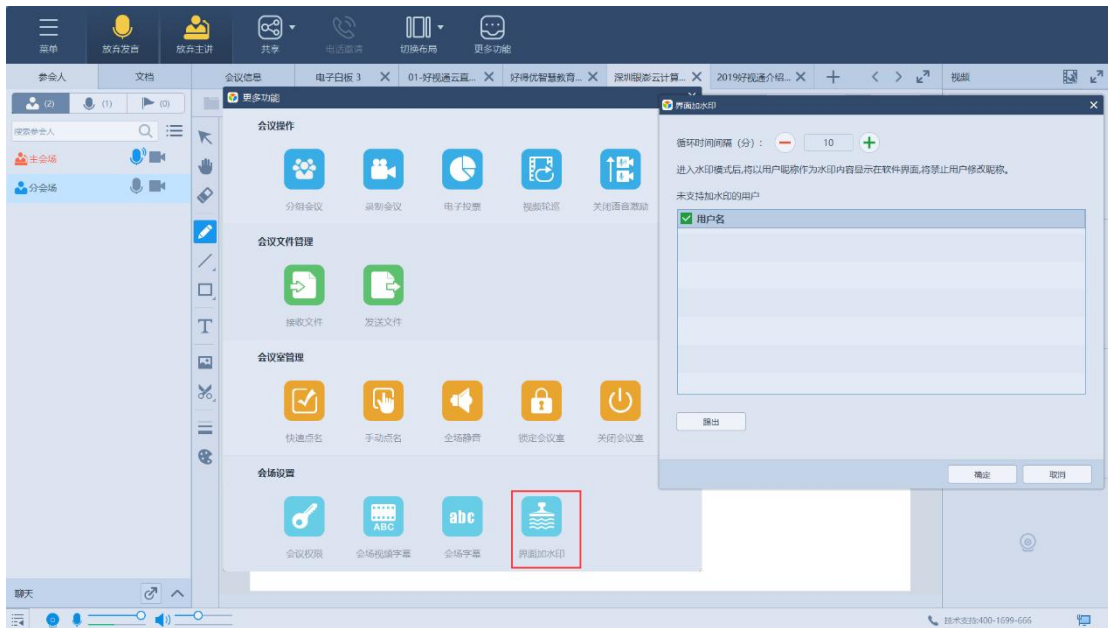 菜单
放弃发言
放弃主讲
共享
电话邀请
切换布局
更多功能
参会人
文档
会议信息
电子白板 3
01-好视通云直...
好得优智慧教育...
深圳银澎云计算...
2019好视通介绍...
视频
(2)
(1)
(0)
搜索参会人
主会场
分会场
更多功能
会议操作
分组会议
录制会议
电子投票
视频轮巡
关闭语音激励
会议文件管理
接收文件
发送文件
会议室管理
快速点名
手动点名
全场静音
锁定会议室
关闭会议室
会场设置
ABC
abc
会议权限
会场视频字幕
会场字幕
界面加水印
界面加水印
循环时间间隔（分）：
10
进入水印模式后,将以用户昵称作为水印内容显示在软件界面,将禁止用户修改昵称。
未支持加水印的用户
用户名
踢出
确定
取消
聊天
技术支持:400-1699-666